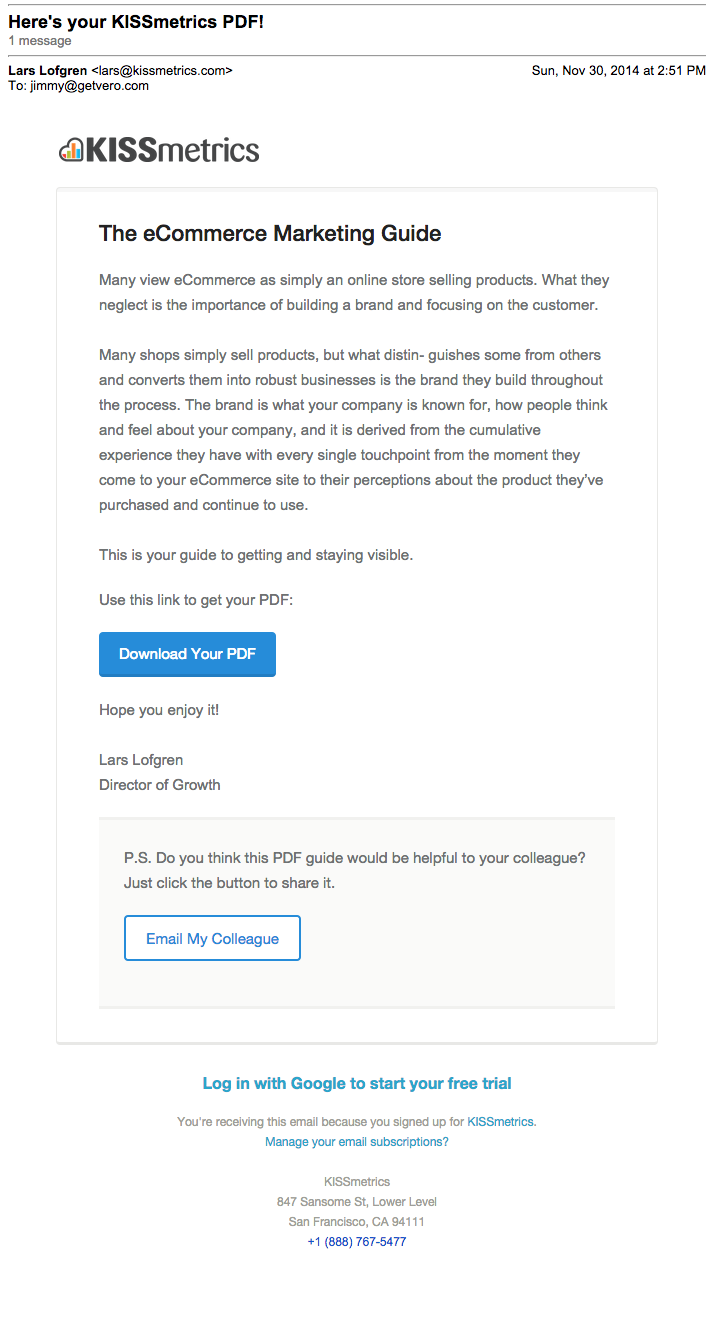 Here's your KISSmetrics PDF!
1 message
Lars Lofgren <lars@kissmetrics.com>
Sun, Nov 30, 2014 at 2:51 PM
To: jimmy@getvero.com
KISSmetrics
The eCommerce Marketing Guide
Many view eCommerce as simply an online store selling products. What they
neglect is the importance of building a brand and focusing on the customer.
Many shops simply sell products, but what distin- guishes some from others
and converts them into robust businesses is the brand they build throughout
the process. The brand is what your company is known for, how people think
and feel about your company, and it is derived from the cumulative
experience they have with every single touchpoint from the moment they
come to your eCommerce site to their perceptions about the product they've
purchased and continue to use.
This is your guide to getting and staying visible.
Use this link to get your PDF:
Download Your PDF
Hope you enjoy it!
Lars Lofgren
Director of Growth
P.S. Do you think this PDF guide would be helpful to your colleague?
Just click the button to share it.
Email My Colleague
Log in with Google to start your free trial
You're receiving this email because you signed up for KISSmetrics.
Manage your email subscriptions?
KISSmetrics
847 Sansome St, Lower Level
San Francisco, CA 94111
+1 (888) 767-5477